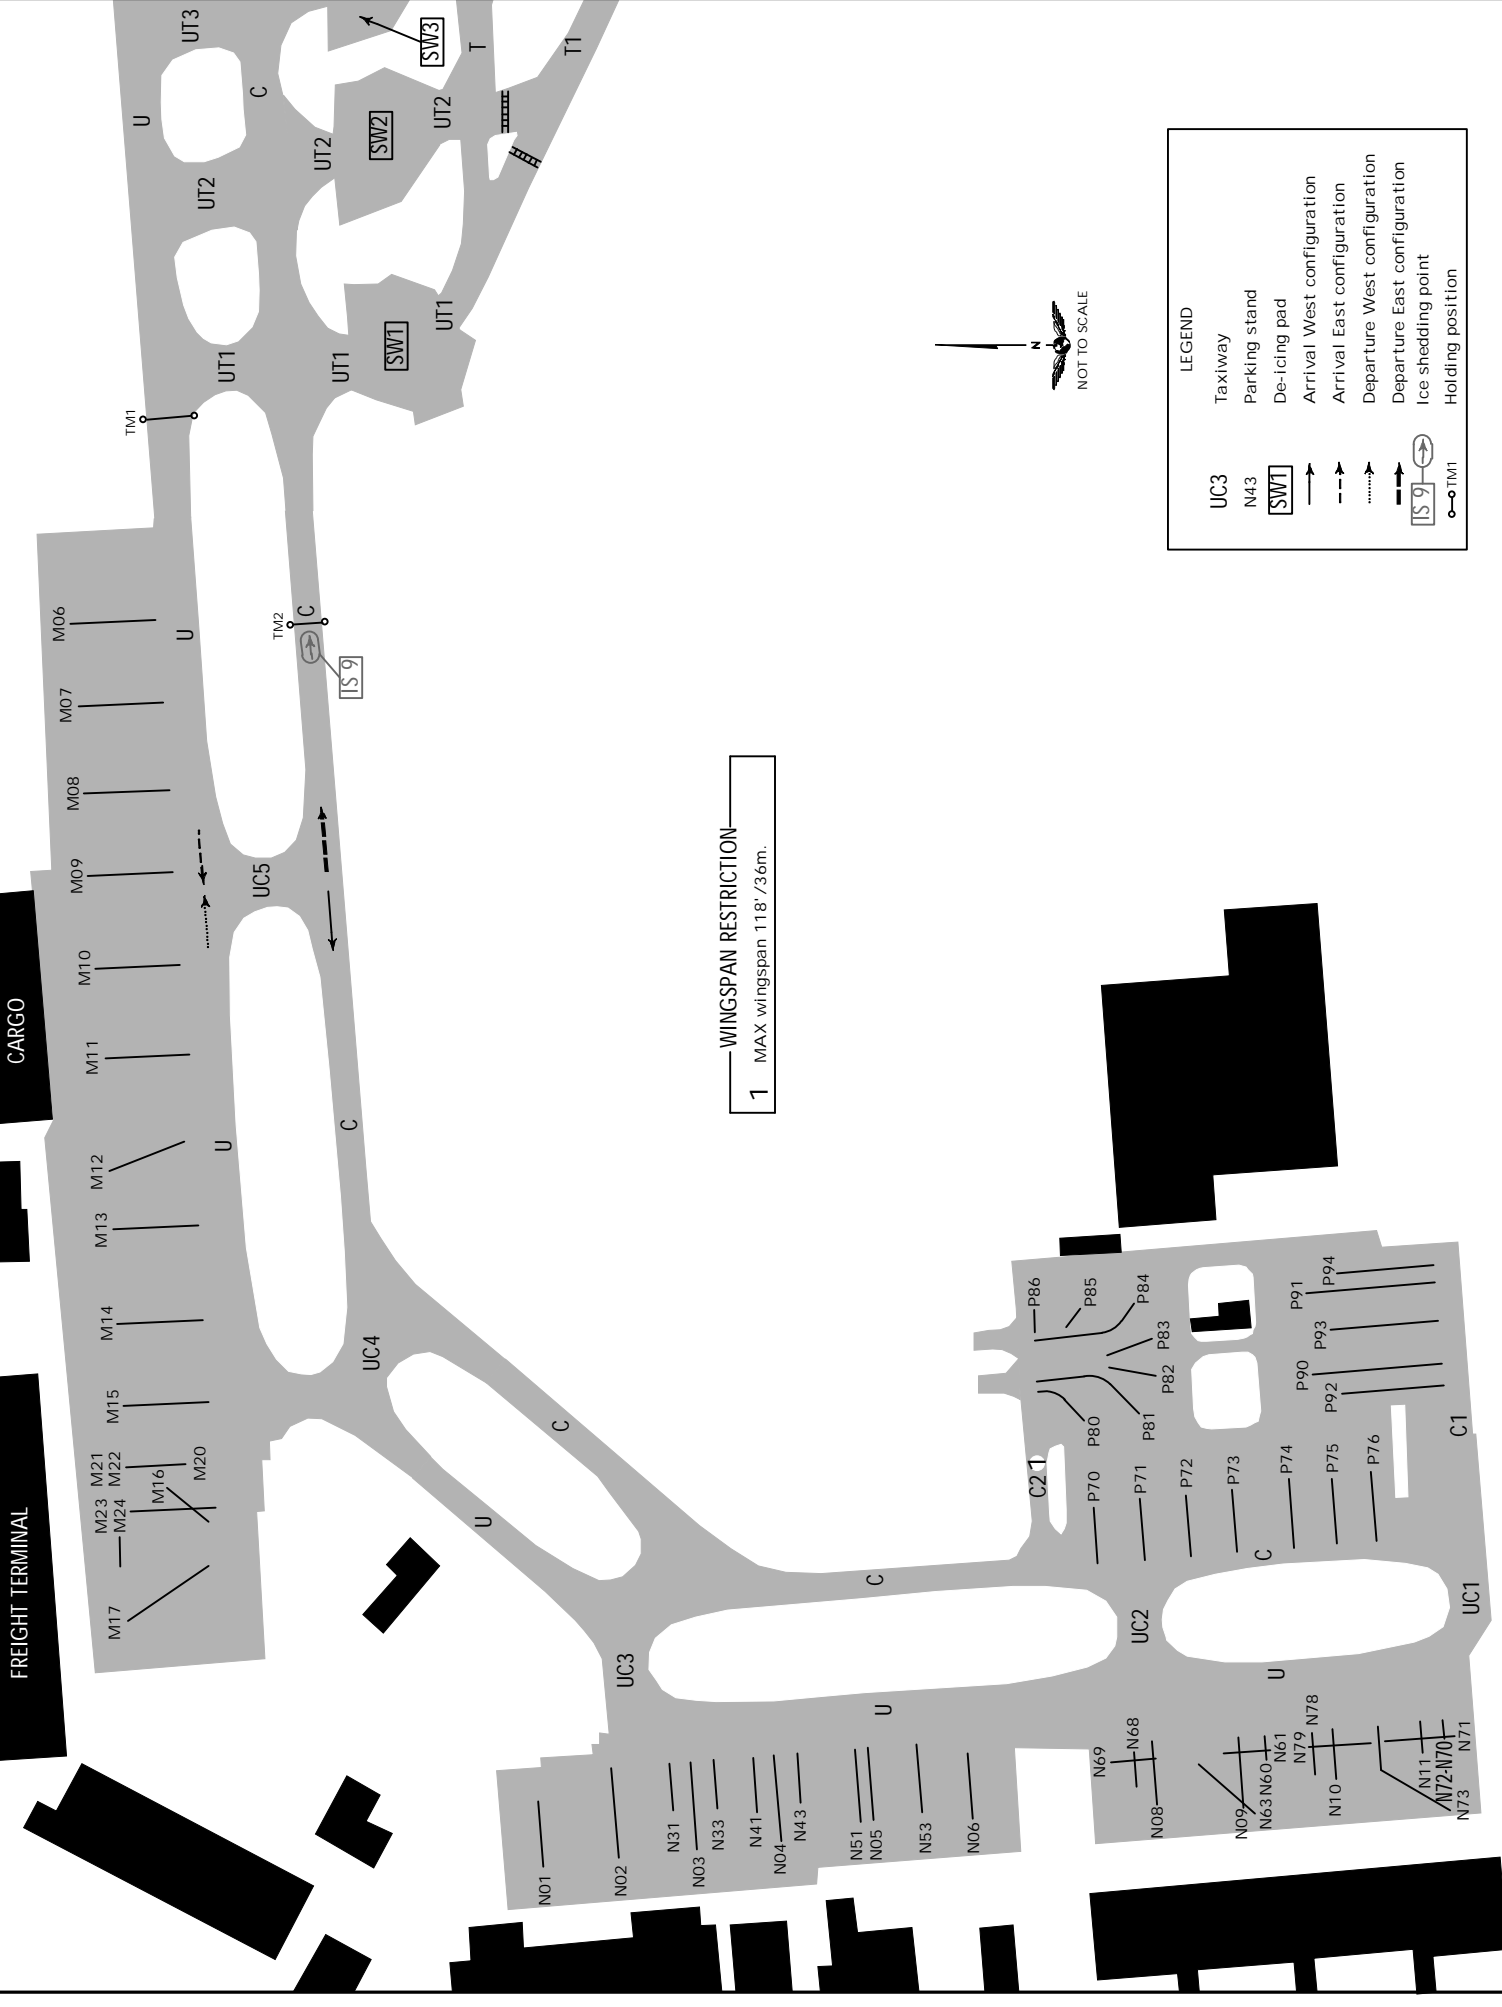 UT3
U
C
SW3
T
T1
UT2
SW2
UT2
UT2
UT1
UT1
SW1
UT1
TM1
M06
U
TM2
C
IS 9
M07
M08
M09
UC5
M10
CARGO
M11
U
C
M12
M13
M14
UC4
M15
M21
M22
M20
M23
M24
M16
M17
FREIGHT TERMINAL
U
C
UC3
C
U
N01
N02
N31
N03
N33
N41
N04
N43
N51
N05
N53
N06
UC2
C
U
UC1
C2
1
C1
P86
P85
P84
P83
P82
P81
P80
P70
P71
P72
P73
P74
P75
P76
P94
P91
P93
P90
P92
N69
N68
N08
N09
N63
N60
N61
N79
N78
N10
N11
N72-N70
N71
N73
WINGSPAN RESTRICTION
1 MAX wingspan 118'/36m.
N
NOT TO SCALE
LEGEND
UC3 Taxiway
N43 Parking stand
SW1 De-icing pad
Arrival West configuration
Arrival East configuration
Departure West configuration
Departure East configuration
IS 9 Ice shedding point
TM1 Holding position